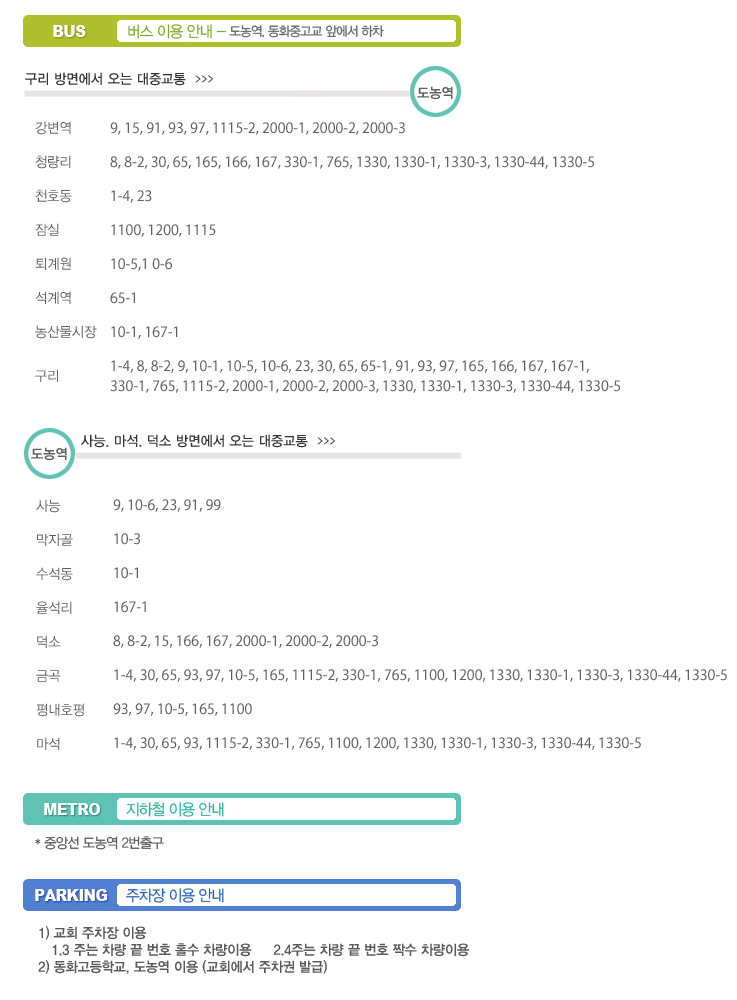 BUS 버스 이용 안내 – 도농역, 동화중고교 앞에서 하차
구리 방면에서 오는 대중교통 >>>
도농역
강변역 9, 15, 91, 93, 97, 1115-2, 2000-1, 2000-2, 2000-3
청량리 8, 8-2, 30, 65, 165, 166, 167, 330-1, 765, 1330, 1330-1, 1330-3, 1330-44, 1330-5
천호동 1-4, 23
잠실 1100, 1200, 1115
퇴계원 10-5,1 0-6
석계역 65-1
농산물시장 10-1, 167-1
구리 1-4, 8, 8-2, 9, 10-1, 10-5, 10-6, 23, 30, 65, 65-1, 91, 93, 97, 165, 166, 167, 167-1,
330-1, 765, 1115-2, 2000-1, 2000-2, 2000-3, 1330, 1330-1, 1330-3, 1330-44, 1330-5
도농역
사능, 마석, 덕소 방면에서 오는 대중교통 >>>
사능 9, 10-6, 23, 91, 99
막자골 10-3
수석동 10-1
율석리 167-1
덕소 8, 8-2, 15, 166, 167, 2000-1, 2000-2, 2000-3
금곡 1-4, 30, 65, 93, 97, 10-5, 165, 1115-2, 330-1, 765, 1100, 1200, 1330, 1330-1, 1330-3, 1330-44, 1330-5
평내호평 93, 97, 10-5, 165, 1100
마석 1-4, 30, 65, 93, 1115-2, 330-1, 765, 1100, 1200, 1330, 1330-1, 1330-3, 1330-44, 1330-5
METRO 지하철 이용 안내
* 중앙선 도농역 2번출구
PARKING 주차장 이용 안내
1) 교회 주차장 이용
1,3 주는 차량 끝 번호 홀수 차량이용 2,4주는 차량 끝 번호 짝수 차량이용
2) 동화고등학교, 도농역 이용 (교회에서 주차권 발급)